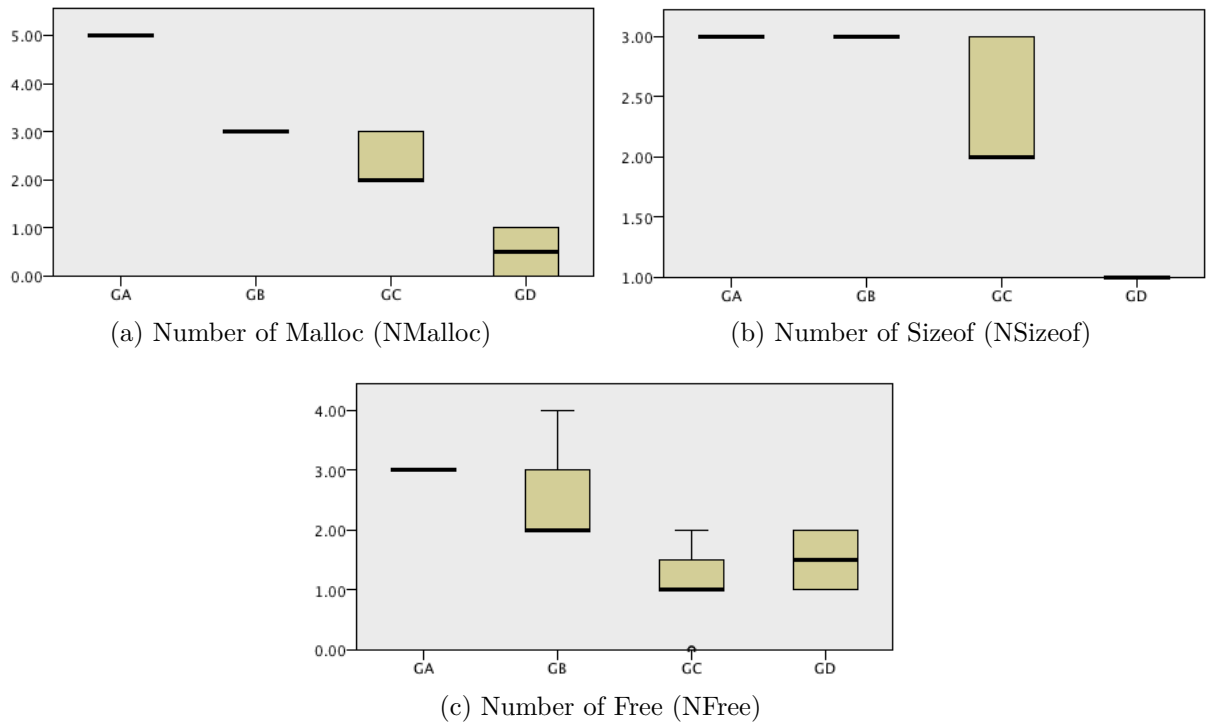 5.00
4.00
3.00
2.00
1.00
0.00
GA GB GC GD
(a) Number of Malloc (NMalloc)
3.00
2.50
2.00
1.50
1.00
GA GB GC GD
(b) Number of Sizeof (NSizeof)
4.00
3.00
2.00
1.00
0.00
GA GB GC GD
(c) Number of Free (NFree)